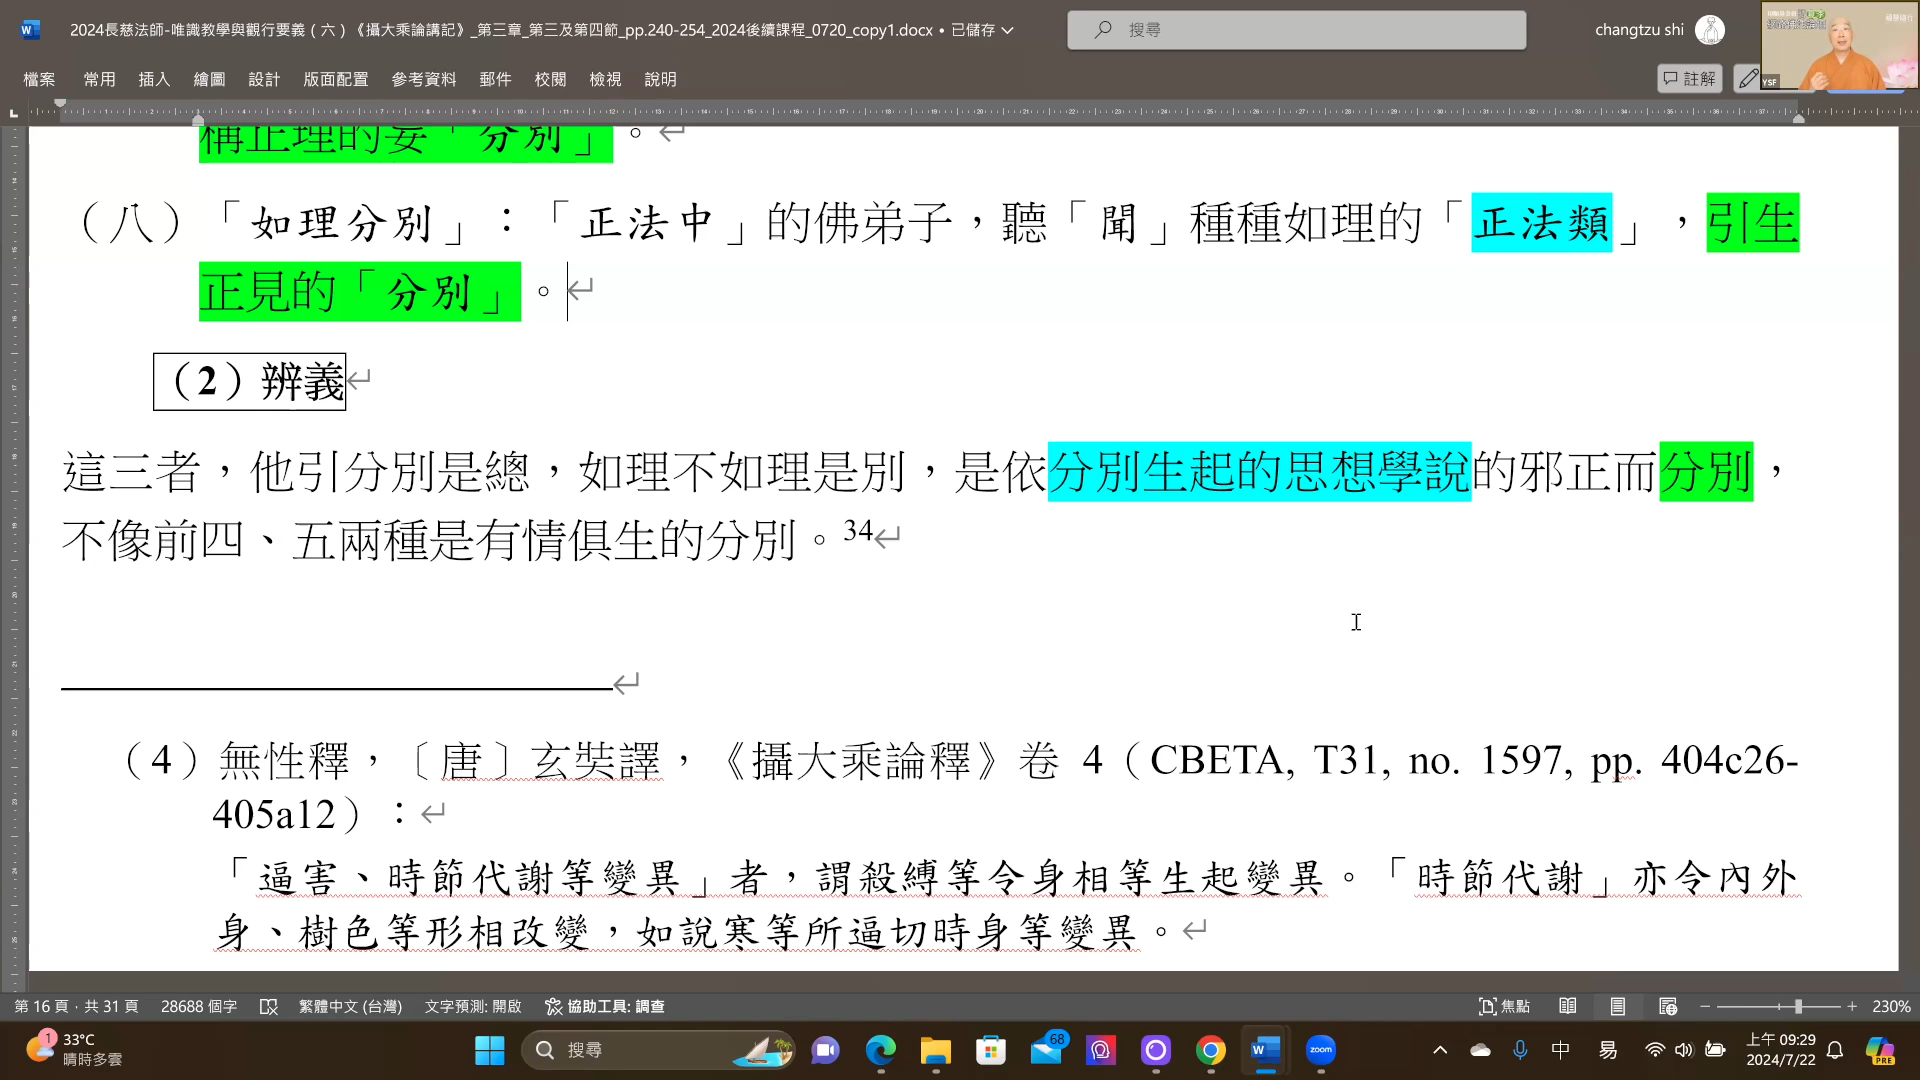 2024長慈法師-唯識教學與觀行要義（六）《攝大乘論講記》_第三章_第三及第四節_pp.240-254_2024後續課程_0720_copy1.docx • 已儲存
搜尋
changtzu shi
檔案 常用 插入 繪圖 設計 版面配置 參考資料 郵件 校閱 檢視 說明
註解
YSF
稱正理的妄「分別」。
（八）「如理分別」：「正法中」的佛弟子，聽「聞」種種如理的「正法類」，引生
正見的「分別」。
（2）辨義
這三者，他引分別是總，如理不如理是別，是依分別生起的思想學說的邪正而分別，
不像前四、五兩種是有情俱生的分別。34
（4）無性釋，〔唐〕玄奘譯，《攝大乘論釋》卷 4（CBETA, T31, no. 1597, pp. 404c26-
405a12）：
「逼害、時節代謝等變異」者，謂殺縛等令身相等生起變異。「時節代謝」亦令內外
身、樹色等形相改變，如說寒等所逼切時身等變異。
第 16 頁，共 31 頁 28688 個字 繁體中文 (台灣) 文字預測: 開啟 協助工具: 調查
焦點 230%
1 33°C
晴時多雲
搜尋
68
W
zoom
中 易
上午 09:29
2024/7/22
PRE